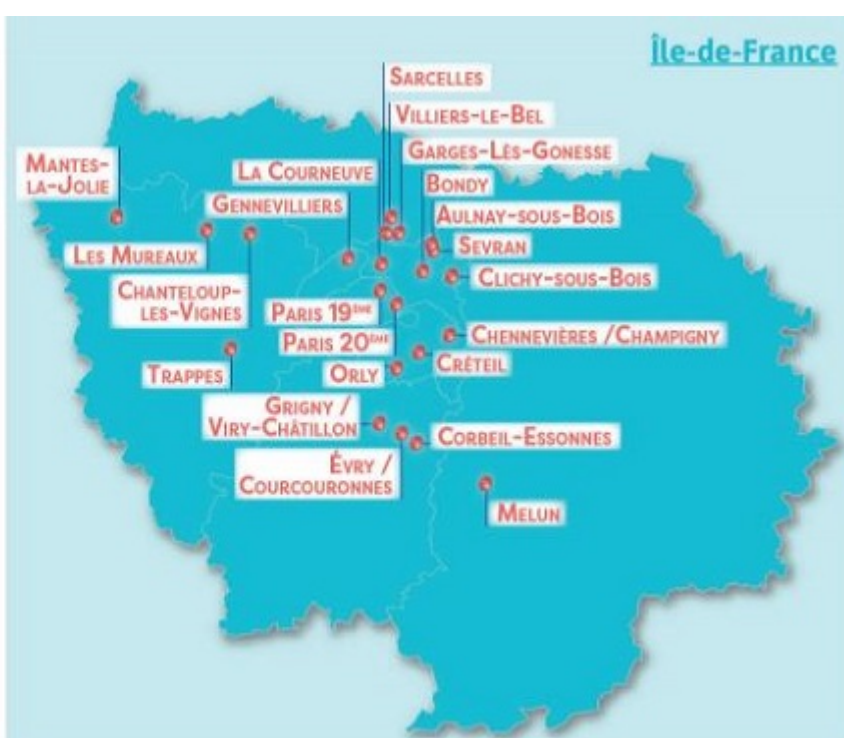 Île-de-France
SARCELLES
VILLIERS-LE-BEL
GARGES-LÈS-GONESSE
MANTES-
LA-JOLIE
LA COURNEUVE
BONDY
GENNEVILLIERS
AULNAY-SOUS-BOIS
LES MUREAUX
SEVRAN
CLICHY-SOUS-BOIS
CHANTELOUP-
LES-VIGNES
PARIS 19ÈME
CHENNEVIÈRES /CHAMPIGNY
PARIS 20ÈME
CRÉTEIL
TRAPPES
ORLY
GRIGNY /
VIRY-CHÂTILLON
CORBEIL-ESSONNES
ÉVRY /
COURCOURONNES
MELUN